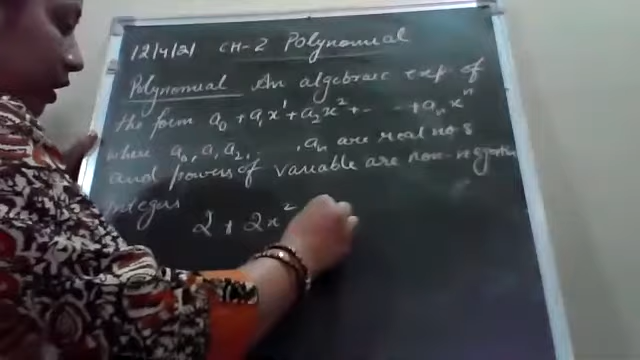 12/4/21 CH-2 Polynomial
Polynomial An algebraic exp of
the form a₀ + a₁x¹ + a₂x² + - - - + aₙxⁿ
where a₀, a₁, a₂, . , aₙ are real no s
and powers of variable are non-negative
integers
2 + 2x²